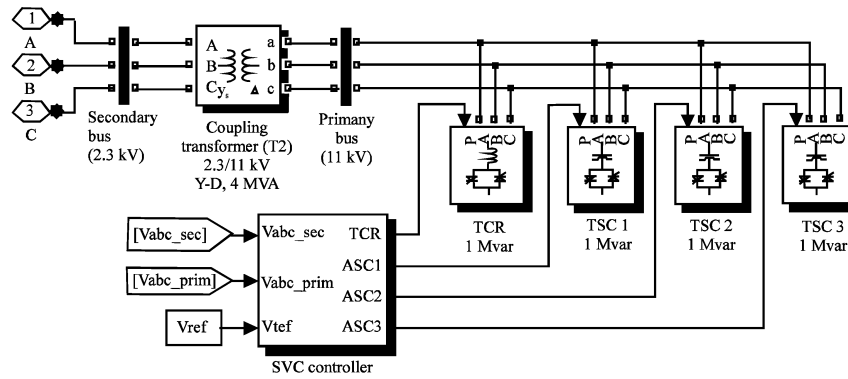 1
A
2
B
3
C
Secondary
bus
(2.3 kV)
A
B
C
y s
a
b
Δ c
Coupling
transformer (T2)
2.3/11 kV
Y-D, 4 MVA
Primany
bus
(11 kV)
P A B C
TCR
1 Mvar
P A B C
TSC 1
1 Mvar
P A B C
TSC 2
1 Mvar
P A B C
TSC 3
1 Mvar
[Vabc_sec]
[Vabc_prim]
Vref
Vabc_sec
Vabc_prim
Vtef
TCR
ASC1
ASC2
ASC3
SVC controller